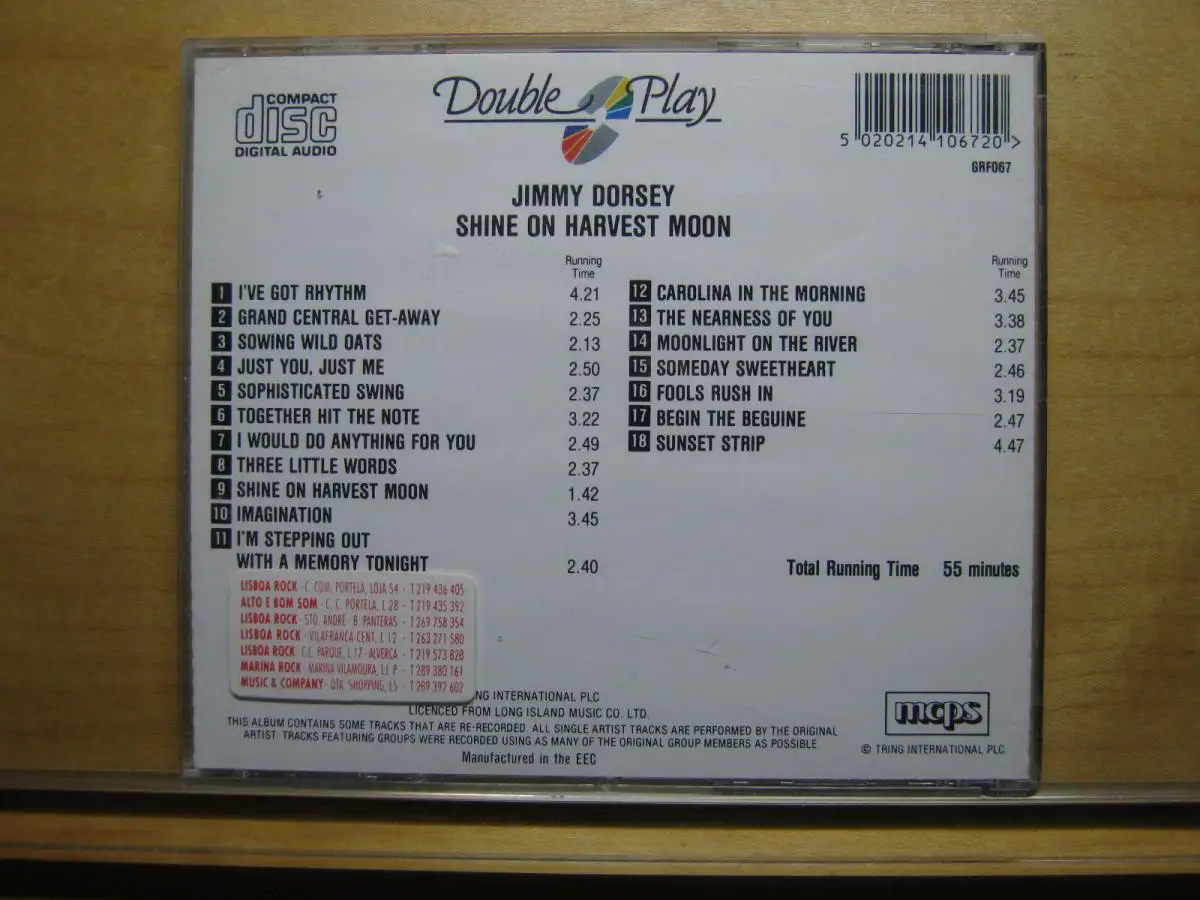 COMPACT
disc
DIGITAL AUDIO
Double Play
5 020214 106720 >
GRF067
JIMMY DORSEY
SHINE ON HARVEST MOON
Running
Time
1 I'VE GOT RHYTHM 4.21
2 GRAND CENTRAL GET-AWAY 2.25
3 SOWING WILD OATS 2.13
4 JUST YOU, JUST ME 2.50
5 SOPHISTICATED SWING 2.37
6 TOGETHER HIT THE NOTE 3.22
7 I WOULD DO ANYTHING FOR YOU 2.49
8 THREE LITTLE WORDS 2.37
9 SHINE ON HARVEST MOON 1.42
10 IMAGINATION 3.45
11 I'M STEPPING OUT
WITH A MEMORY TONIGHT 2.40
Running
Time
12 CAROLINA IN THE MORNING 3.45
13 THE NEARNESS OF YOU 3.38
14 MOONLIGHT ON THE RIVER 2.37
15 SOMEDAY SWEETHEART 2.46
16 FOOLS RUSH IN 3.19
17 BEGIN THE BEGUINE 2.47
18 SUNSET STRIP 4.47
Total Running Time 55 minutes
LISBOA ROCK · C. COM. PORTELA, LOJA 54 - T 219 436 405
ALTO E BOM SOM · C. C. PORTELA, L 28 - T 219 435 392
LISBOA ROCK · STO. ANDRÉ - B. PANTERAS - T 269 758 354
LISBOA ROCK · VILAFRANCA CENT. L 12 - T 263 271 580
LISBOA ROCK · C.C. PARQUE, L 17 - ALVERCA - T 219 573 828
MARINA ROCK · MARINA VILAMOURA, LJ. P - T 289 380 161
MUSIC & COMPANY · QTA. SHOPPING, L5 - T 289 397 602
ING INTERNATIONAL PLC
LICENCED FROM LONG ISLAND MUSIC CO. LTD.
THIS ALBUM CONTAINS SOME TRACKS THAT ARE RE-RECORDED. ALL SINGLE ARTIST TRACKS ARE PERFORMED BY THE ORIGINAL
ARTIST. TRACKS FEATURING GROUPS WERE RECORDED USING AS MANY OF THE ORIGINAL GROUP MEMBERS AS POSSIBLE.
Manufactured in the EEC
mcps
© TRING INTERNATIONAL PLC.